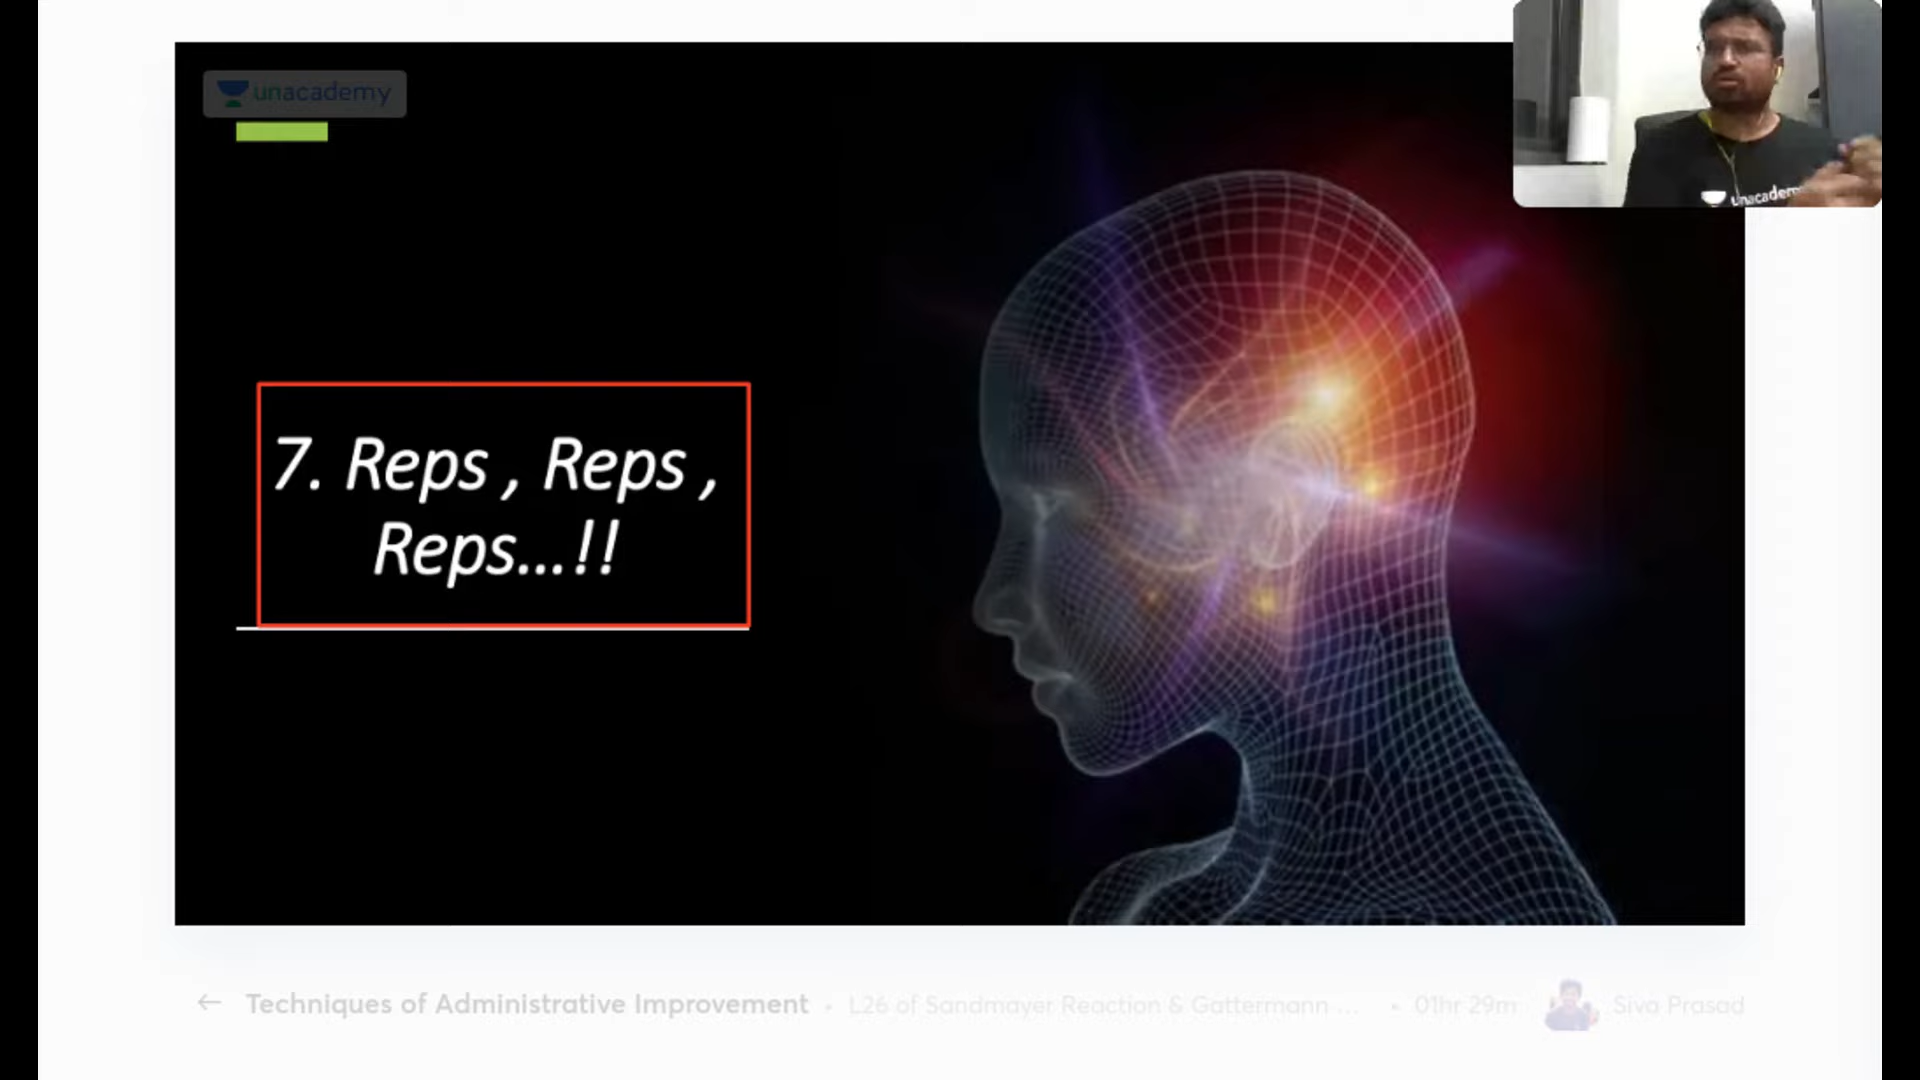 unacademy
unacademy
7. Reps , Reps ,
Reps...!!
Techniques of Administrative Improvement • L26 of Sandmayer Reaction & Gattermann ... • 01hr 29m Siva Prasad